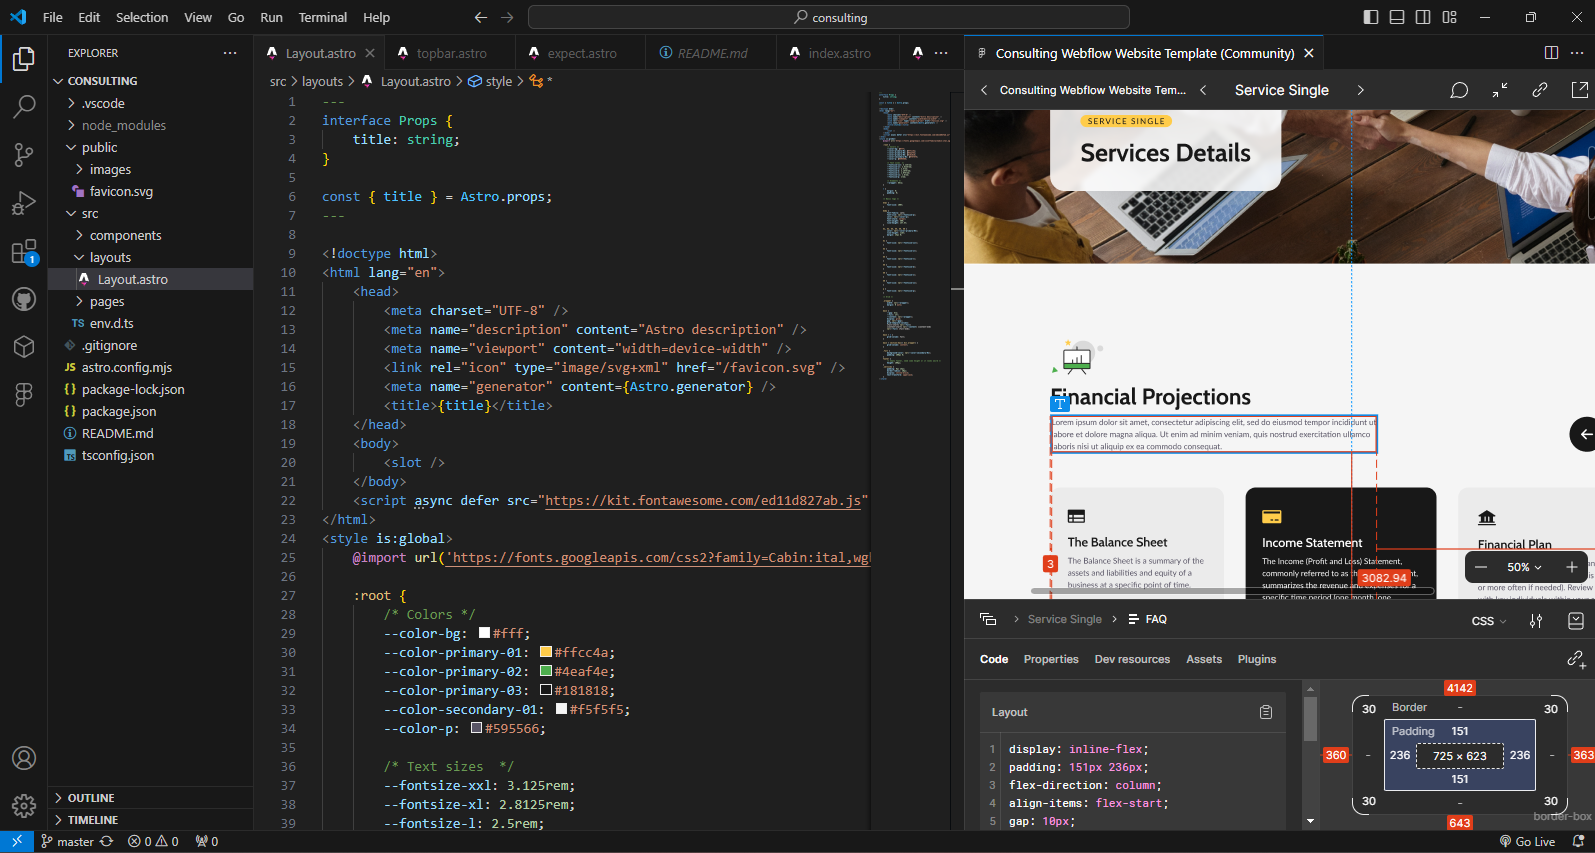 File Edit Selection View Go Run Terminal Help
consulting
EXPLORER
CONSULTING
.vscode
node_modules
public
images
favicon.svg
src
components
layouts
Layout.astro
pages
TS env.d.ts
.gitignore
JS astro.config.mjs
{} package-lock.json
{} package.json
README.md
tsconfig.json
OUTLINE
TIMELINE
1
Layout.astro topbar.astro expect.astro README.md index.astro
src > layouts > Layout.astro > style > *
1 ---
2 interface Props {
3 title: string;
4 }
5
6 const { title } = Astro.props;
7 ---
8
9 <!doctype html>
10 <html lang="en">
11 <head>
12 <meta charset="UTF-8" />
13 <meta name="description" content="Astro description" />
14 <meta name="viewport" content="width=device-width" />
15 <link rel="icon" type="image/svg+xml" href="/favicon.svg" />
16 <meta name="generator" content={Astro.generator} />
17 <title>{title}</title>
18 </head>
19 <body>
20 <slot />
21 </body>
22 <script async defer src="https://kit.fontawesome.com/ed11d827ab.js"
23 </html>
24 <style is:global>
25 @import url('https://fonts.googleapis.com/css2?family=Cabin:ital,wgh
26
27 :root {
28 /* Colors */
29 --color-bg: #fff;
30 --color-primary-01: #ffcc4a;
31 --color-primary-02: #4eaf4e;
32 --color-primary-03: #181818;
33 --color-secondary-01: #f5f5f5;
34 --color-p: #595566;
35
36 /* Text sizes */
37 --fontsize-xxl: 3.125rem;
38 --fontsize-xl: 2.8125rem;
39 --fontsize-l: 2.5rem;
Consulting Webflow Website Template (Community)
Consulting Webflow Website Tem... Service Single
SERVICE SINGLE
Services Details
Financial Projections
T
Lorem ipsum dolor sit amet, consectetur adipiscing elit, sed do eiusmod tempor incididunt ut
labore et dolore magna aliqua. Ut enim ad minim veniam, quis nostrud exercitation ullamco
laboris nisi ut aliquip ex ea commodo consequat.
The Balance Sheet
The Balance Sheet is a summary of the
assets and liabilities and equity of a
business at a specific point of time.
3
Income Statement
The Income (Profit and Loss) Statement,
commonly referred to as th
summarizes the revenue and expenses for a
specific time period (one month, one
3082.94
Financial Plan
50%
or more often if needed). Review
Service Single > FAQ
CSS
Code Properties Dev resources Assets Plugins
Layout
1 display: inline-flex;
2 padding: 151px 236px;
3 flex-direction: column;
4 align-items: flex-start;
5 gap: 10px;
4142
30 Border - 30
Padding 151
360 - 236 725 × 623 236 - 363
151
30 - 30
643
border-box
master 0 0 0
Go Live